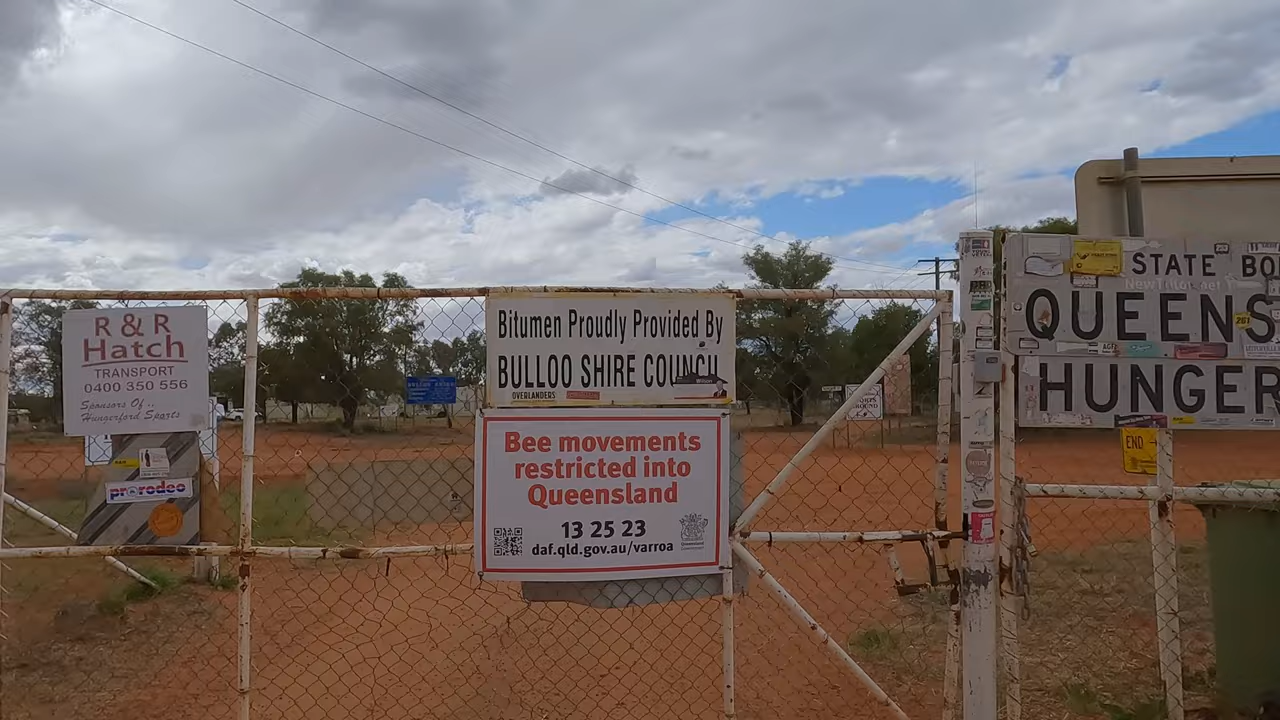 R & R
Hatch
TRANSPORT
0400 350 556
Sponsors Of ..
Hungerford Sports
prorodeo
Bitumen Proudly Provided By
BULLOO SHIRE COUNCIL
OVERLANDERS
Bee movements
restricted into
Queensland
13 25 23
daf.qld.gov.au/varroa
STATE BO
QUEENS
HUNGER
END